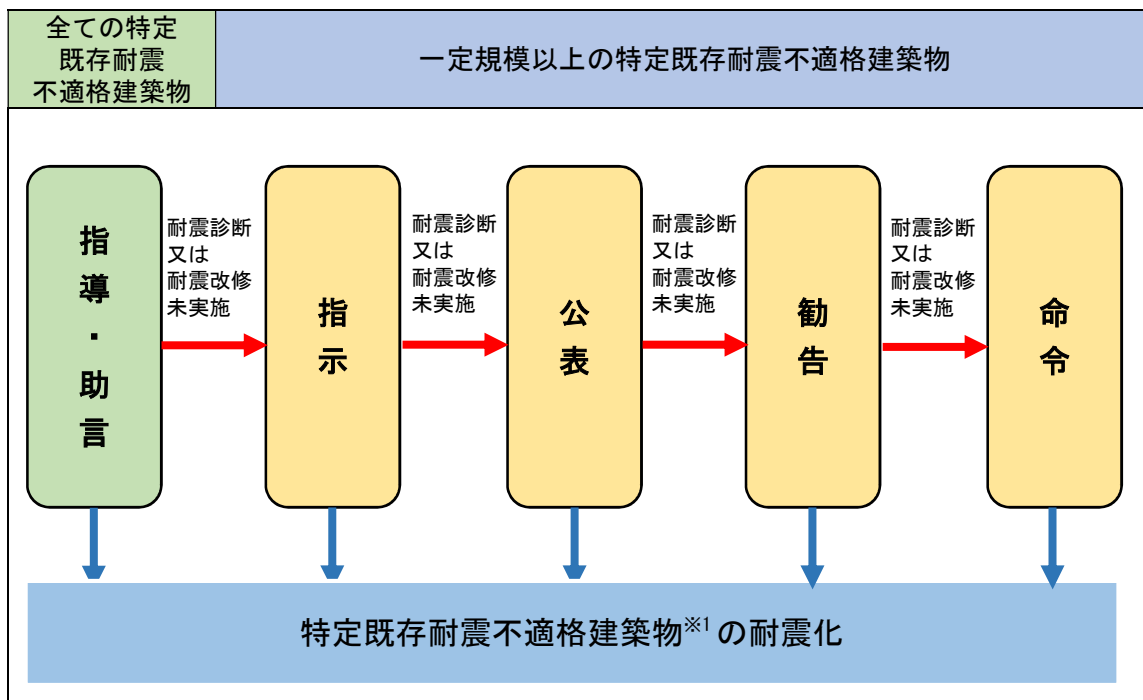 全ての特定
既存耐震
不適格建築物
一定規模以上の特定既存耐震不適格建築物
指導・助言
耐震診断
又は
耐震改修
未実施
指示
耐震診断
又は
耐震改修
未実施
公表
耐震診断
又は
耐震改修
未実施
勧告
耐震診断
又は
耐震改修
未実施
命令
特定既存耐震不適格建築物※1の耐震化